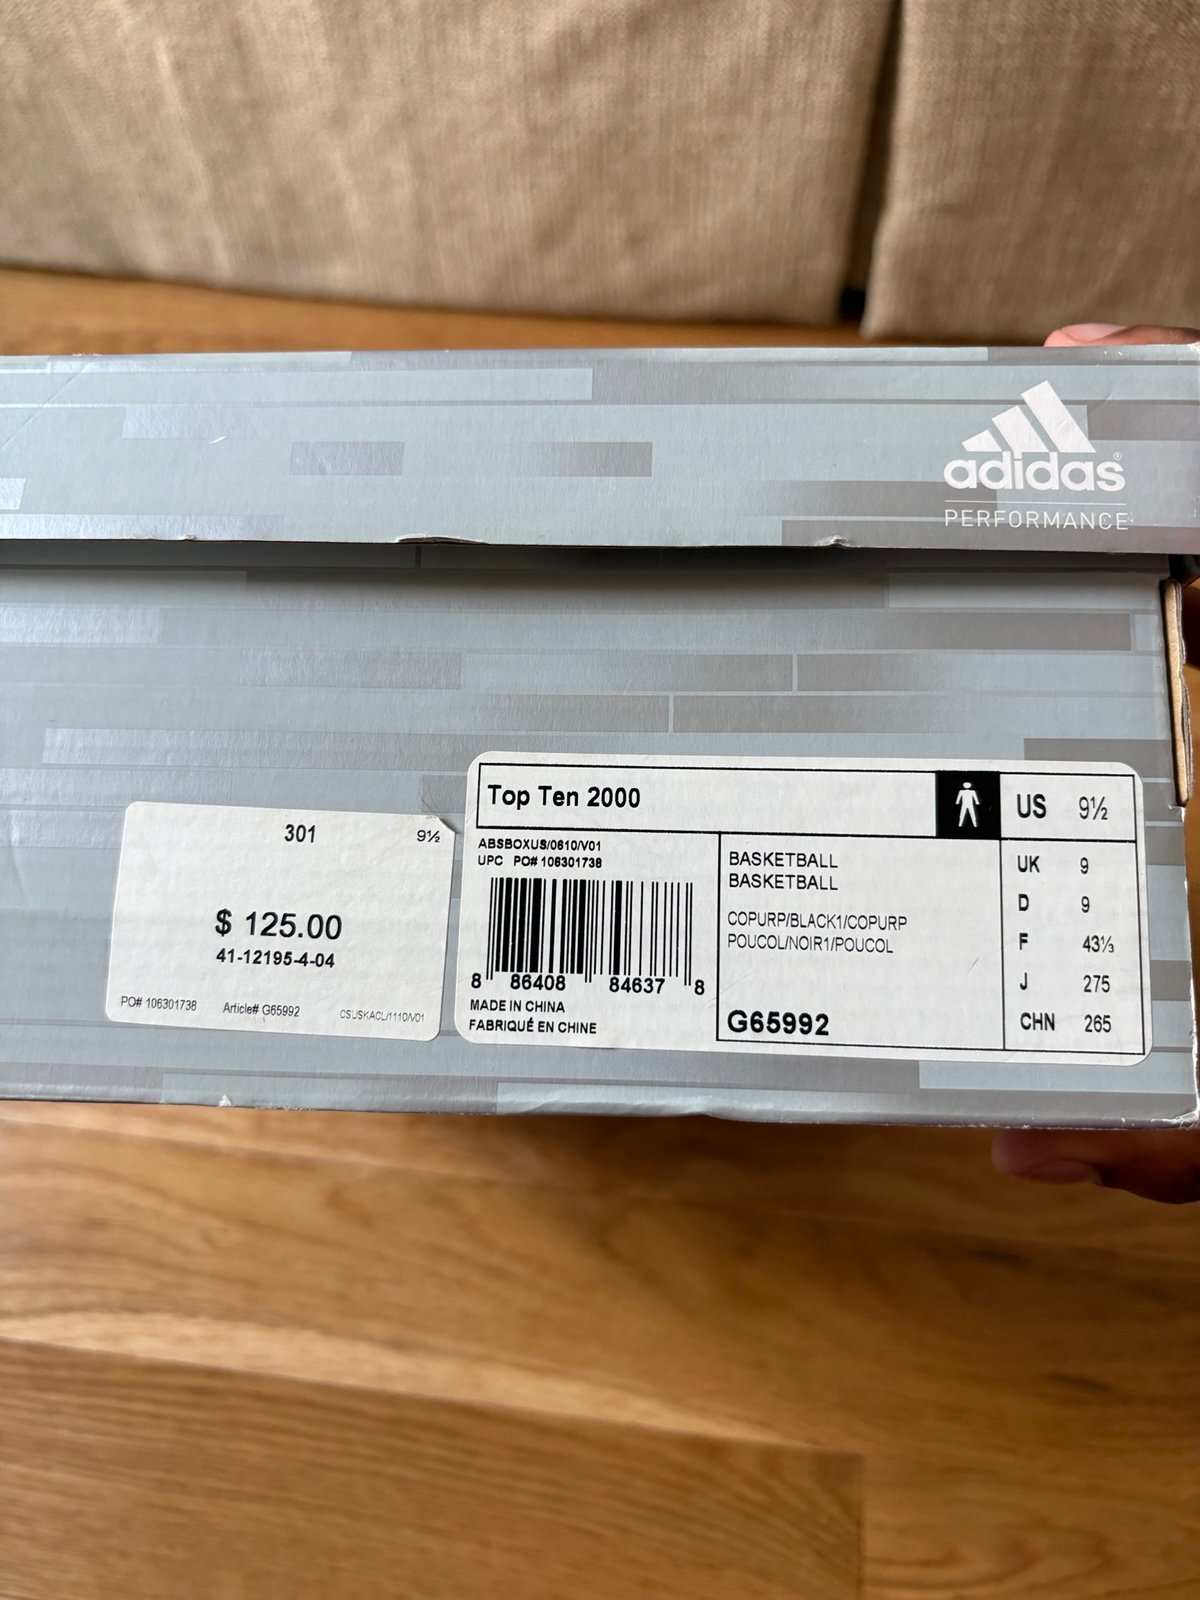 adidas®
PERFORMANCE
Top Ten 2000
US 9½
ABSBOXUS/0610/V01
UPC PO# 106301738
8 86408 84637 8
MADE IN CHINA
FABRIQUÉ EN CHINE
BASKETBALL
BASKETBALL
COPURP/BLACK1/COPURP
POUCOL/NOIR1/POUCOL
G65992
UK 9
D 9
F 43⅓
J 275
CHN 265
301 9½
$ 125.00
41-12195-4-04
PO# 106301738 Article# G65992 CSUSKACL/1110/V01